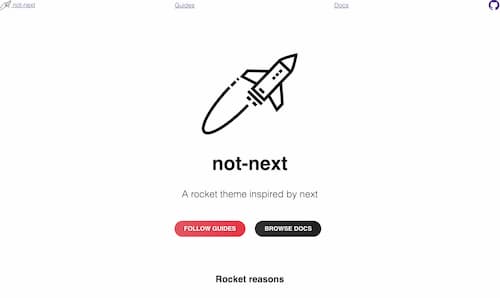 not-next
Guides
Docs
not-next
A rocket theme inspired by next
FOLLOW GUIDES
BROWSE DOCS
Rocket reasons